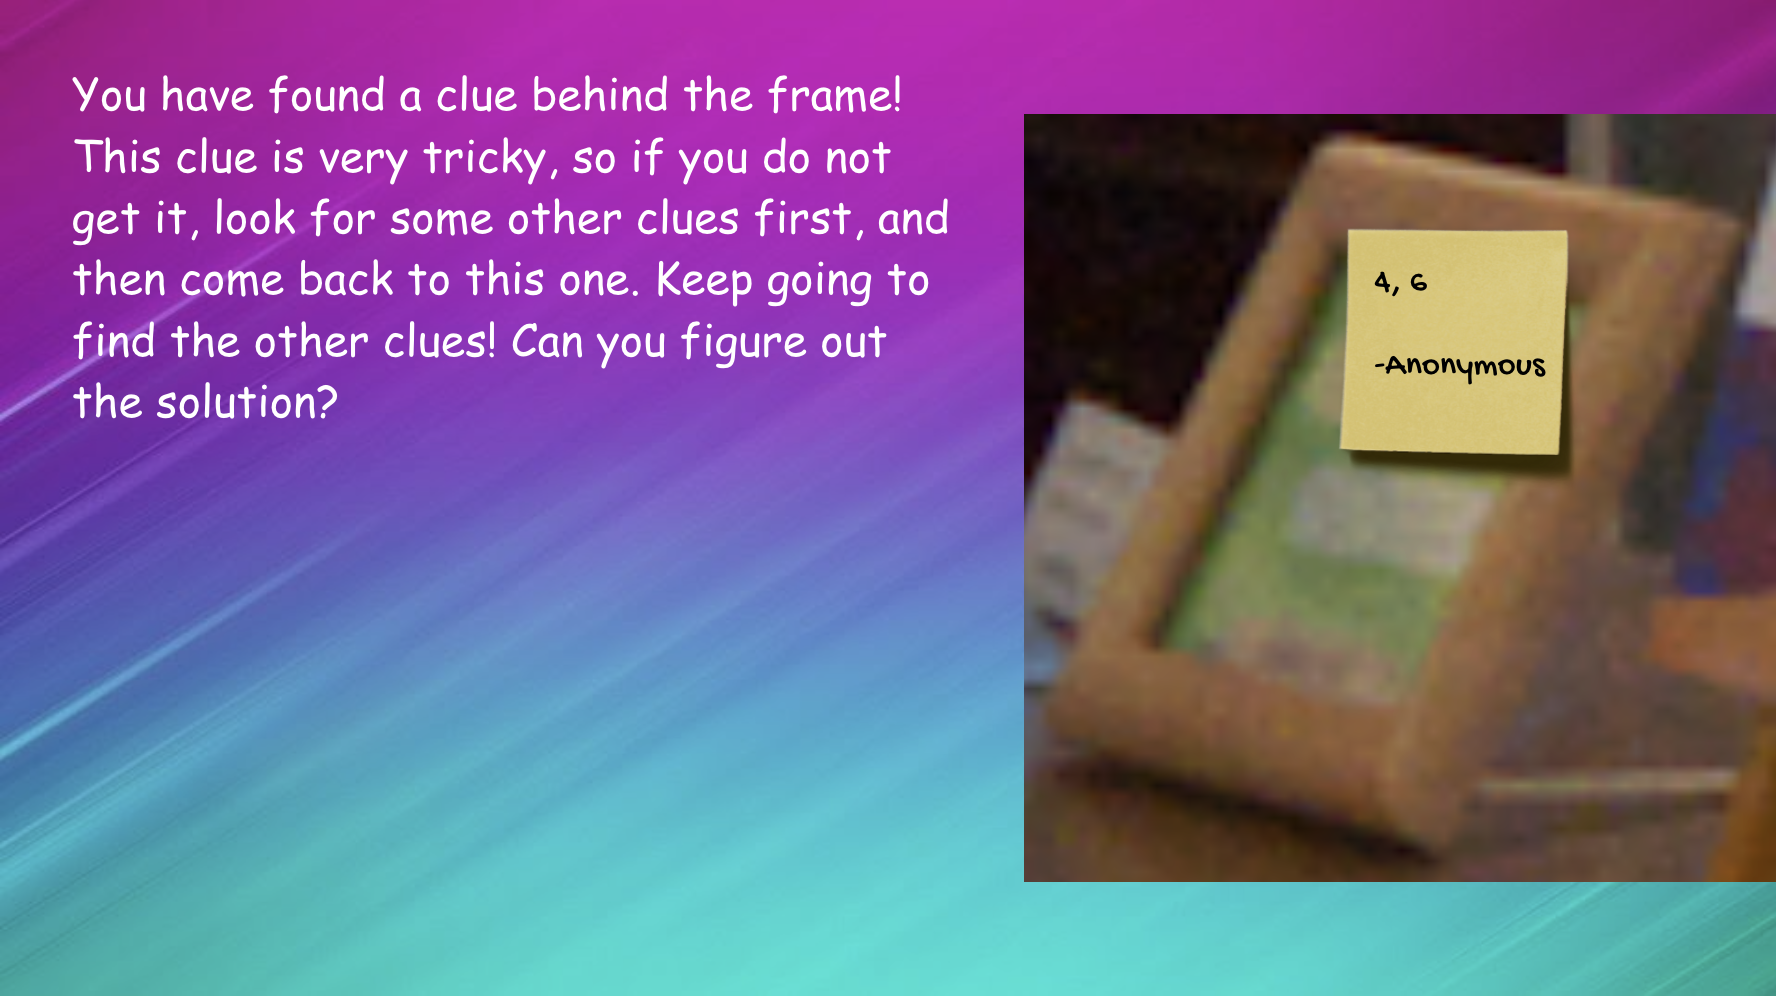 You have found a clue behind the frame!
This clue is very tricky, so if you do not
get it, look for some other clues first, and
then come back to this one. Keep going to
find the other clues! Can you figure out
the solution?
4, 6
-Anonymous